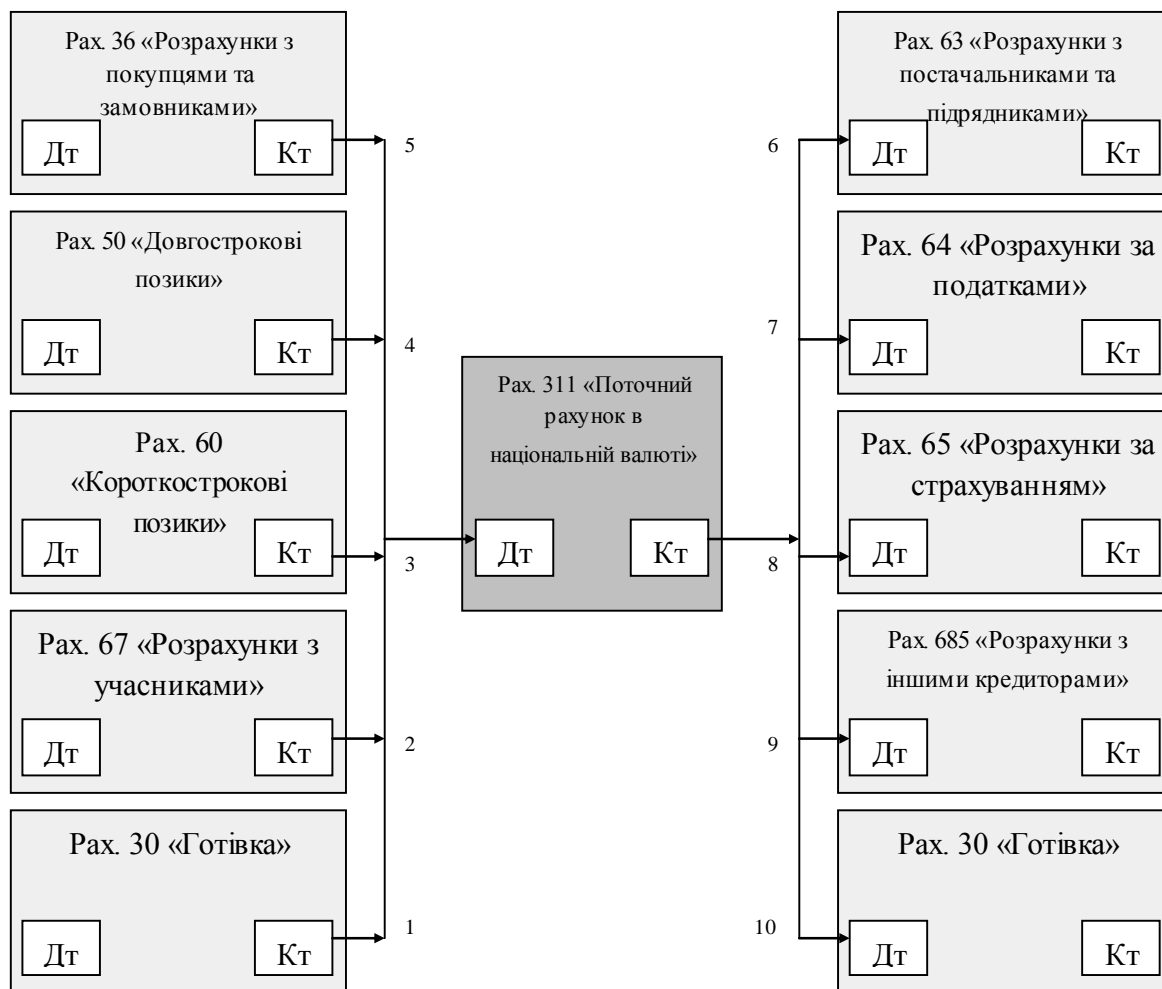 Рах. 36 «Розрахунки з
покупцями та
замовниками»
Дт
Кт
5
Рах. 50 «Довгострокові
позики»
Дт
Кт
4
Рах. 60
«Короткострокові
позики»
Дт
Кт
3
Рах. 67 «Розрахунки з
учасниками»
Дт
Кт
2
Рах. 30 «Готівка»
Дт
Кт
1
Рах. 311 «Поточний
рахунок в
національній валюті»
Дт
Кт
6
Рах. 63 «Розрахунки з
постачальниками та
підрядниками»
Дт
Кт
7
Рах. 64 «Розрахунки за
податками»
Дт
Кт
8
Рах. 65 «Розрахунки за
страхуванням»
Дт
Кт
9
Рах. 685 «Розрахунки з
іншими кредиторами»
Дт
Кт
10
Рах. 30 «Готівка»
Дт
Кт